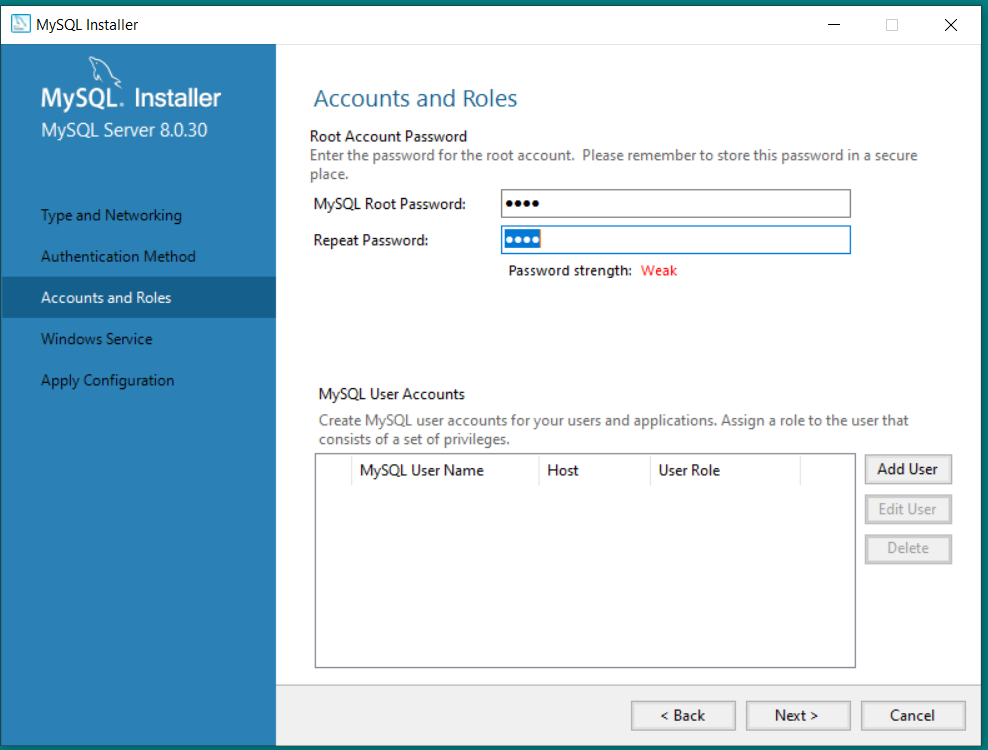 MySQL Installer
MySQL. Installer
MySQL Server 8.0.30
Type and Networking
Authentication Method
Accounts and Roles
Windows Service
Apply Configuration
Accounts and Roles
Root Account Password
Enter the password for the root account.  Please remember to store this password in a secure
place.
MySQL Root Password: ●●●●
Repeat Password: ●●●●
Password strength: Weak
MySQL User Accounts
Create MySQL user accounts for your users and applications. Assign a role to the user that
consists of a set of privileges.
MySQL User Name Host User Role
Add User
Edit User
Delete
< Back Next > Cancel